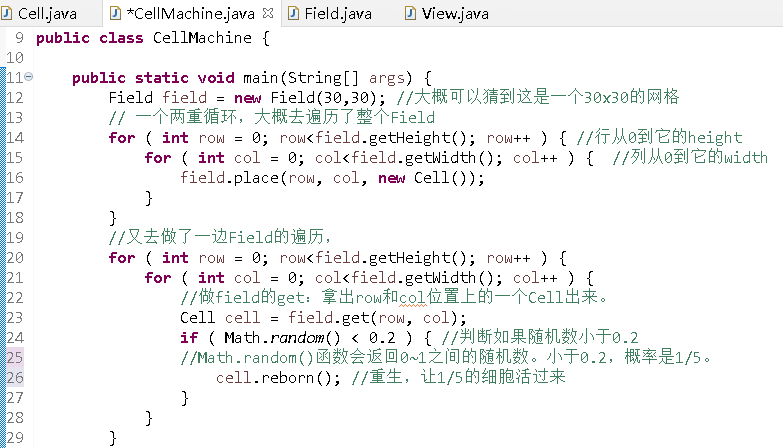 Cell.java *CellMachine.java Field.java View.java
9 public class CellMachine {
10
11 public static void main(String[] args) {
12 Field field = new Field(30,30); //大概可以猜到这是一个30x30的网格
13 // 一个两重循环，大概去遍历了整个Field
14 for ( int row = 0; row<field.getHeight(); row++ ) { //行从0到它的height
15 for ( int col = 0; col<field.getWidth(); col++ ) { //列从0到它的width
16 field.place(row, col, new Cell());
17 }
18 }
19 //又去做了一边Field的遍历，
20 for ( int row = 0; row<field.getHeight(); row++ ) {
21 for ( int col = 0; col<field.getWidth(); col++ ) {
22 //做field的get：拿出row和col位置上的一个Cell出来。
23 Cell cell = field.get(row, col);
24 if ( Math.random() < 0.2 ) { //判断如果随机数小于0.2
25 //Math.random()函数会返回0~1之间的随机数。小于0.2，概率是1/5。
26 cell.reborn(); //重生，让1/5的细胞活过来
27 }
28 }
29 }